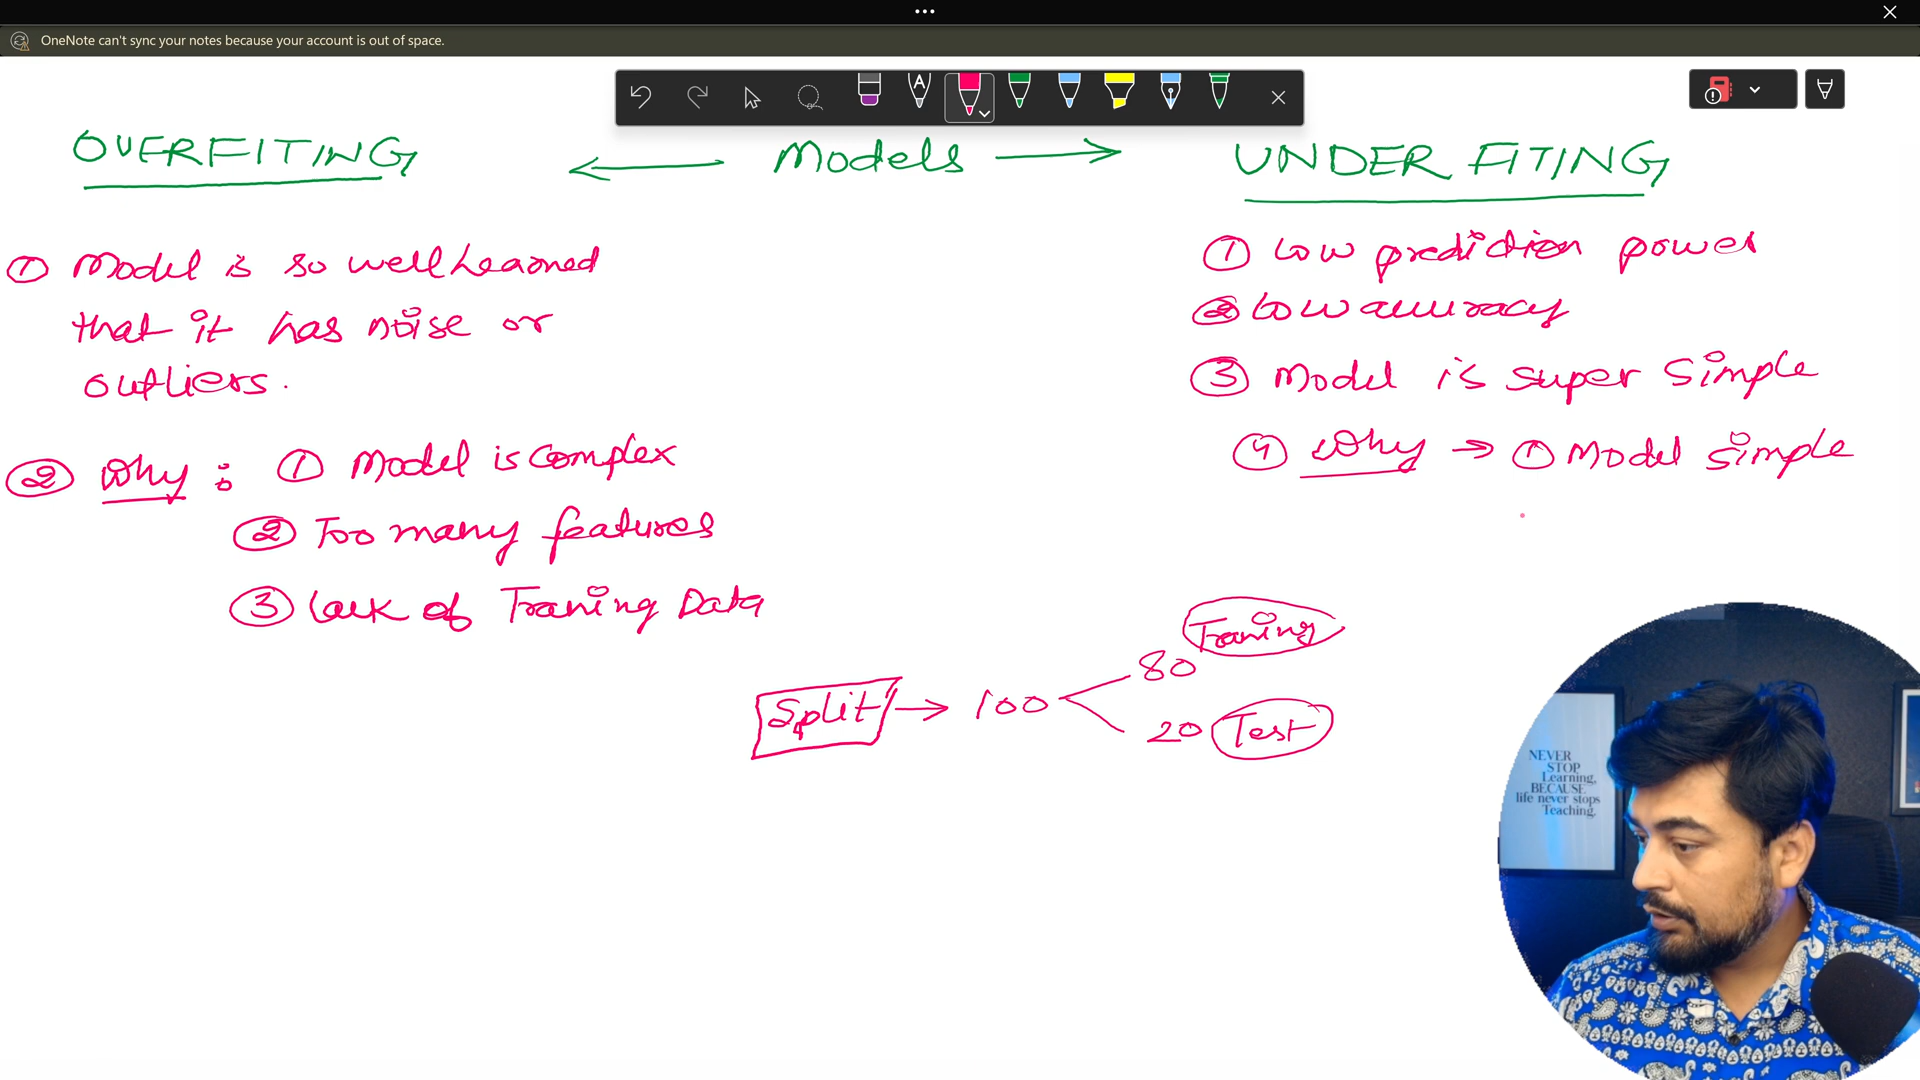 OneNote can't sync your notes because your account is out of space.
OVERFITING
Models
UNDER FITING
① Model is so well Learned
that it has noise or
outliers.
② Why : ① Model is complex
② Too many features
③ Lack of Traning Data
① Low prediction power
② Low accuracy
③ Model is super simple
④ Why → ① Model simple
Split → 100
80 Traning
20 Test
NEVER
STOP
Learning,
BECAUSE
life never stops
Teaching.